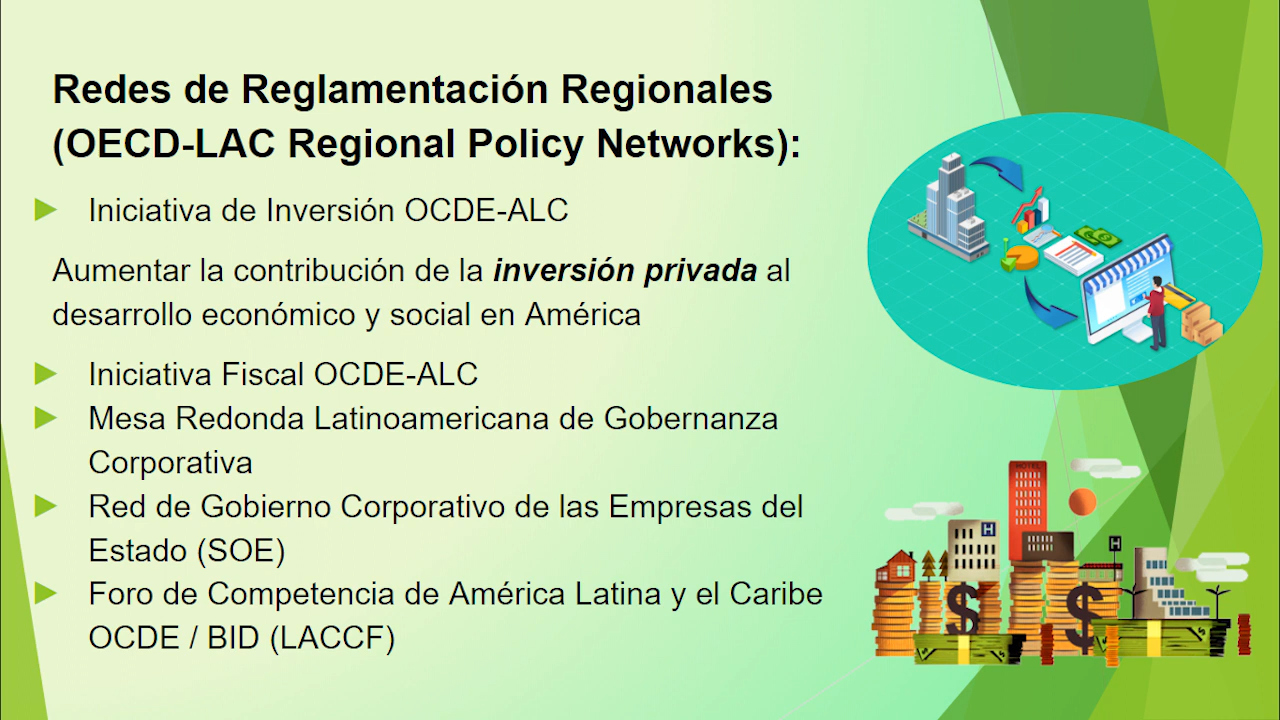 Redes de Reglamentación Regionales
(OECD-LAC Regional Policy Networks):
Iniciativa de Inversión OCDE-ALC
Aumentar la contribución de la inversión privada al
desarrollo económico y social en América
Iniciativa Fiscal OCDE-ALC
Mesa Redonda Latinoamericana de Gobernanza
Corporativa
Red de Gobierno Corporativo de las Empresas del
Estado (SOE)
Foro de Competencia de América Latina y el Caribe
OCDE / BID (LACCF)
HOTEL
H
H
$ $
$ $